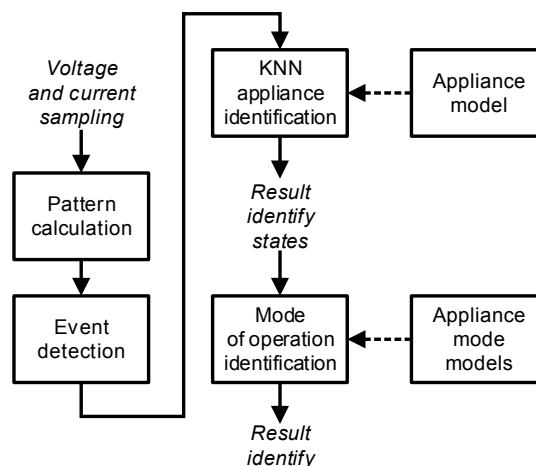 Voltage
and current
sampling
Pattern
calculation
Event
detection
KNN
appliance
identification
Appliance
model
Result
identify
states
Mode
of operation
identification
Appliance
mode
models
Result
identify